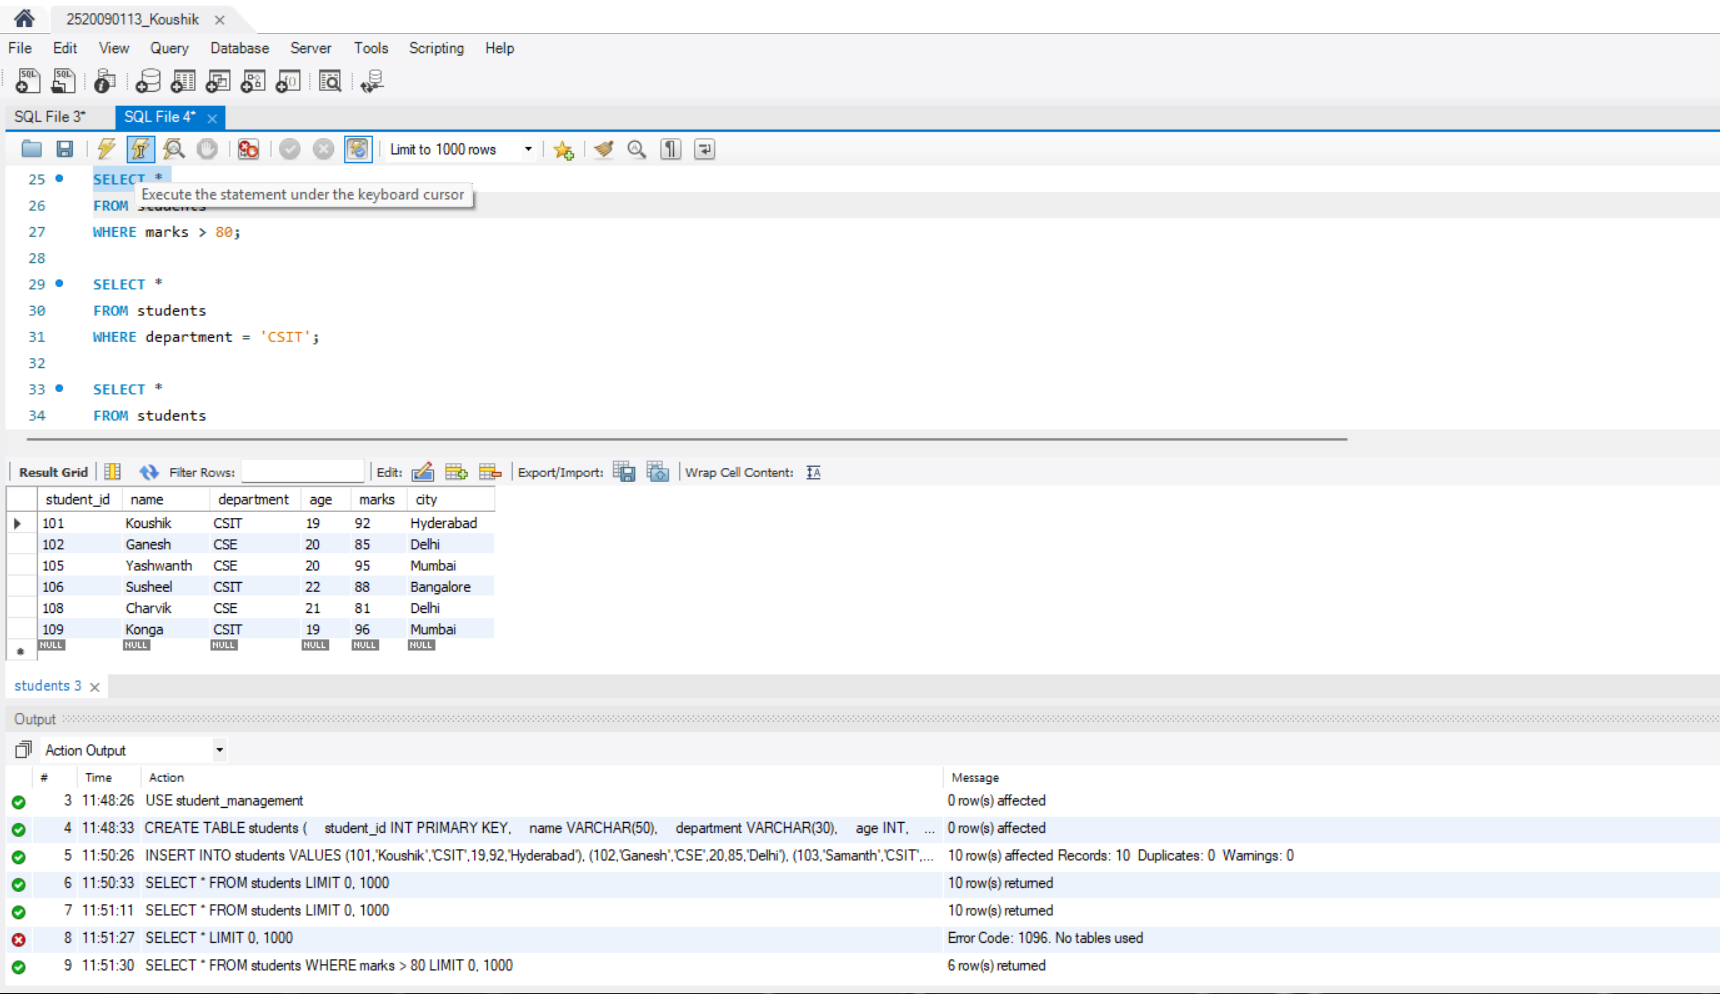 2520090113_Koushik
File Edit View Query Database Server Tools Scripting Help
SQL File 3* SQL File 4*
Limit to 1000 rows
25 SELECT *
Execute the statement under the keyboard cursor
26 FROM students
27 WHERE marks > 80;
28
29 SELECT *
30 FROM students
31 WHERE department = 'CSIT';
32
33 SELECT *
34 FROM students
Result Grid Filter Rows: Edit: Export/Import: Wrap Cell Content:
student_id name department age marks city
101 Koushik CSIT 19 92 Hyderabad
102 Ganesh CSE 20 85 Delhi
105 Yashwanth CSE 20 95 Mumbai
106 Susheel CSIT 22 88 Bangalore
108 Charvik CSE 21 81 Delhi
109 Konga CSIT 19 96 Mumbai
NULL NULL NULL NULL NULL NULL
students 3
Output
Action Output
# Time Action Message
3 11:48:26 USE student_management 0 row(s) affected
4 11:48:33 CREATE TABLE students ( student_id INT PRIMARY KEY, name VARCHAR(50), department VARCHAR(30), age INT, ... 0 row(s) affected
5 11:50:26 INSERT INTO students VALUES (101,'Koushik','CSIT',19,92,'Hyderabad'), (102,'Ganesh','CSE',20,85,'Delhi'), (103,'Samanth','CSIT',... 10 row(s) affected Records: 10 Duplicates: 0 Warnings: 0
6 11:50:33 SELECT * FROM students LIMIT 0, 1000 10 row(s) returned
7 11:51:11 SELECT * FROM students LIMIT 0, 1000 10 row(s) returned
8 11:51:27 SELECT * LIMIT 0, 1000 Error Code: 1096. No tables used
9 11:51:30 SELECT * FROM students WHERE marks > 80 LIMIT 0, 1000 6 row(s) returned